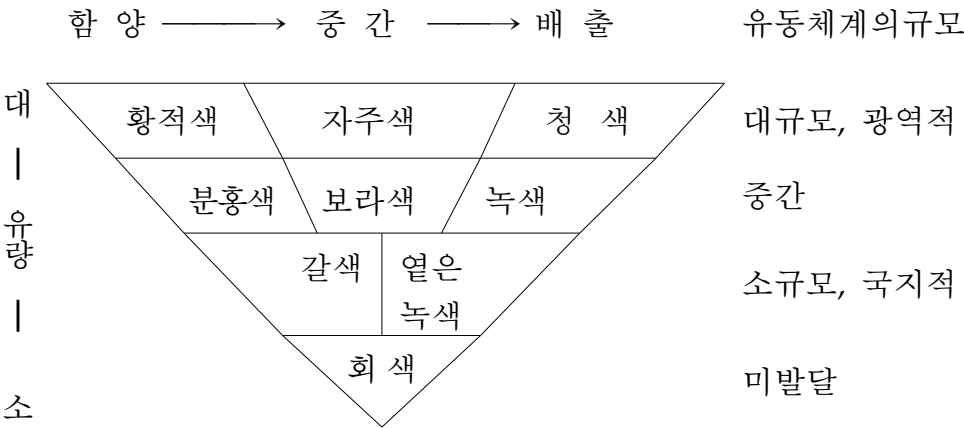 함 양 → 중 간 → 배 출 유동체계의규모
대 | 유량 | 소
황적색 자주색 청 색 대규모, 광역적
분홍색 보라색 녹색 중간
갈색 옅은 녹색 소규모, 국지적
회 색 미발달